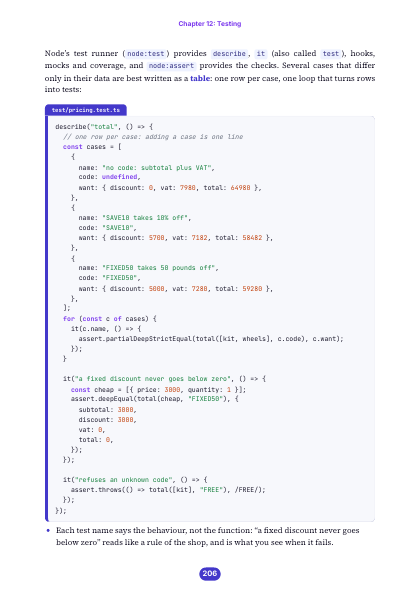 Chapter 12: Testing
Node's test runner (node:test) provides describe, it (also called test), hooks,
mocks and coverage, and node:assert provides the checks. Several cases that differ
only in their data are best written as a table: one row per case, one loop that turns rows
into tests:
test/pricing.test.ts
describe("total", () => {
  // one row per case: adding a case is one line
  const cases = [
    {
      name: "no code: subtotal plus VAT",
      code: undefined,
      want: { discount: 0, vat: 7980, total: 64980 },
    },
    {
      name: "SAVE10 takes 10% off",
      code: "SAVE10",
      want: { discount: 5700, vat: 7182, total: 58482 },
    },
    {
      name: "FIXED50 takes 50 pounds off",
      code: "FIXED50",
      want: { discount: 5000, vat: 7280, total: 59280 },
    },
  ];
  for (const c of cases) {
    it(c.name, () => {
      assert.partialDeepStrictEqual(total([kit, wheels], c.code), c.want);
    });
  }
  it("a fixed discount never goes below zero", () => {
    const cheap = [{ price: 3000, quantity: 1 }];
    assert.deepEqual(total(cheap, "FIXED50"), {
      subtotal: 3000,
      discount: 3000,
      vat: 0,
      total: 0,
    });
  });
  it("refuses an unknown code", () => {
    assert.throws(() => total([kit], "FREE"), /FREE/);
  });
});
• Each test name says the behaviour, not the function: "a fixed discount never goes
below zero" reads like a rule of the shop, and is what you see when it fails.
206